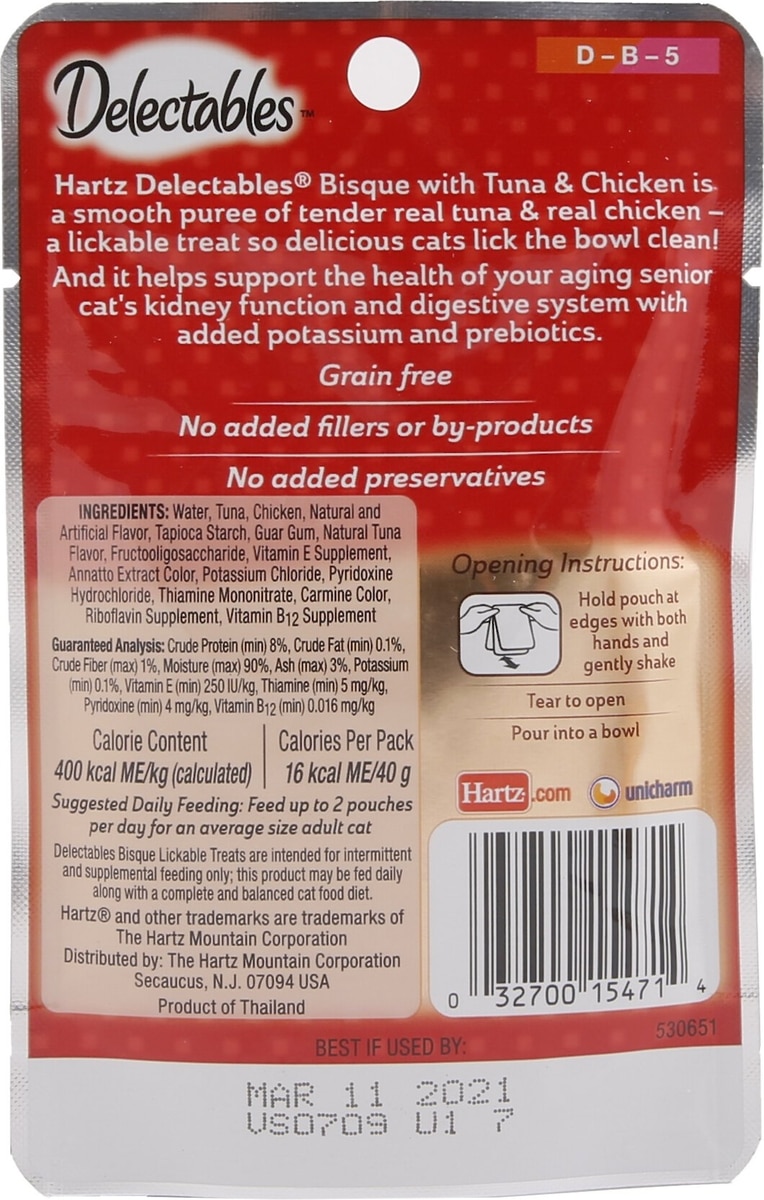 D – B – 5
Delectables™
Hartz Delectables® Bisque with Tuna & Chicken is
a smooth puree of tender real tuna & real chicken –
a lickable treat so delicious cats lick the bowl clean!
And it helps support the health of your aging senior
cat's kidney function and digestive system with
added potassium and prebiotics.
Grain free
No added fillers or by-products
No added preservatives
INGREDIENTS: Water, Tuna, Chicken, Natural and
Artificial Flavor, Tapioca Starch, Guar Gum, Natural Tuna
Flavor, Fructooligosaccharide, Vitamin E Supplement,
Annatto Extract Color, Potassium Chloride, Pyridoxine
Hydrochloride, Thiamine Mononitrate, Carmine Color,
Riboflavin Supplement, Vitamin B12 Supplement
Guaranteed Analysis: Crude Protein (min) 8%, Crude Fat (min) 0.1%,
Crude Fiber (max) 1%, Moisture (max) 90%, Ash (max) 3%, Potassium
(min) 0.1%, Vitamin E (min) 250 IU/kg, Thiamine (min) 5 mg/kg,
Pyridoxine (min) 4 mg/kg, Vitamin B12 (min) 0.016 mg/kg
Calorie Content
400 kcal ME/kg (calculated)
Calories Per Pack
16 kcal ME/40 g
Suggested Daily Feeding: Feed up to 2 pouches
per day for an average size adult cat
Delectables Bisque Lickable Treats are intended for intermittent
and supplemental feeding only; this product may be fed daily
along with a complete and balanced cat food diet.
Hartz® and other trademarks are trademarks of
The Hartz Mountain Corporation
Distributed by: The Hartz Mountain Corporation
Secaucus, N.J. 07094 USA
Product of Thailand
Opening Instructions:
Hold pouch at
edges with both
hands and
gently shake
Tear to open
Pour into a bowl
Hartz.com
unicharm
0 32700 15471 4
530651
BEST IF USED BY:
MAR 11 2021
VS0709 U1 7